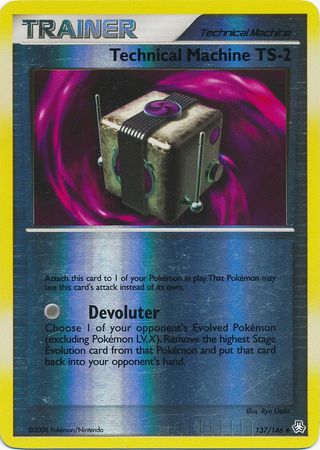 TRAINER
Technical Machine
Technical Machine TS-2
Attach this card to 1 of your Pokémon in play. That Pokémon may
use this card's attack instead of its own.
Devoluter
Choose 1 of your opponent's Evolved Pokémon
(excluding Pokémon LV.X). Remove the highest Stage
Evolution card from that Pokémon and put that card
back into your opponent's hand.
Illus. Ryo Ueda
©2008 Pokémon/Nintendo
137/146